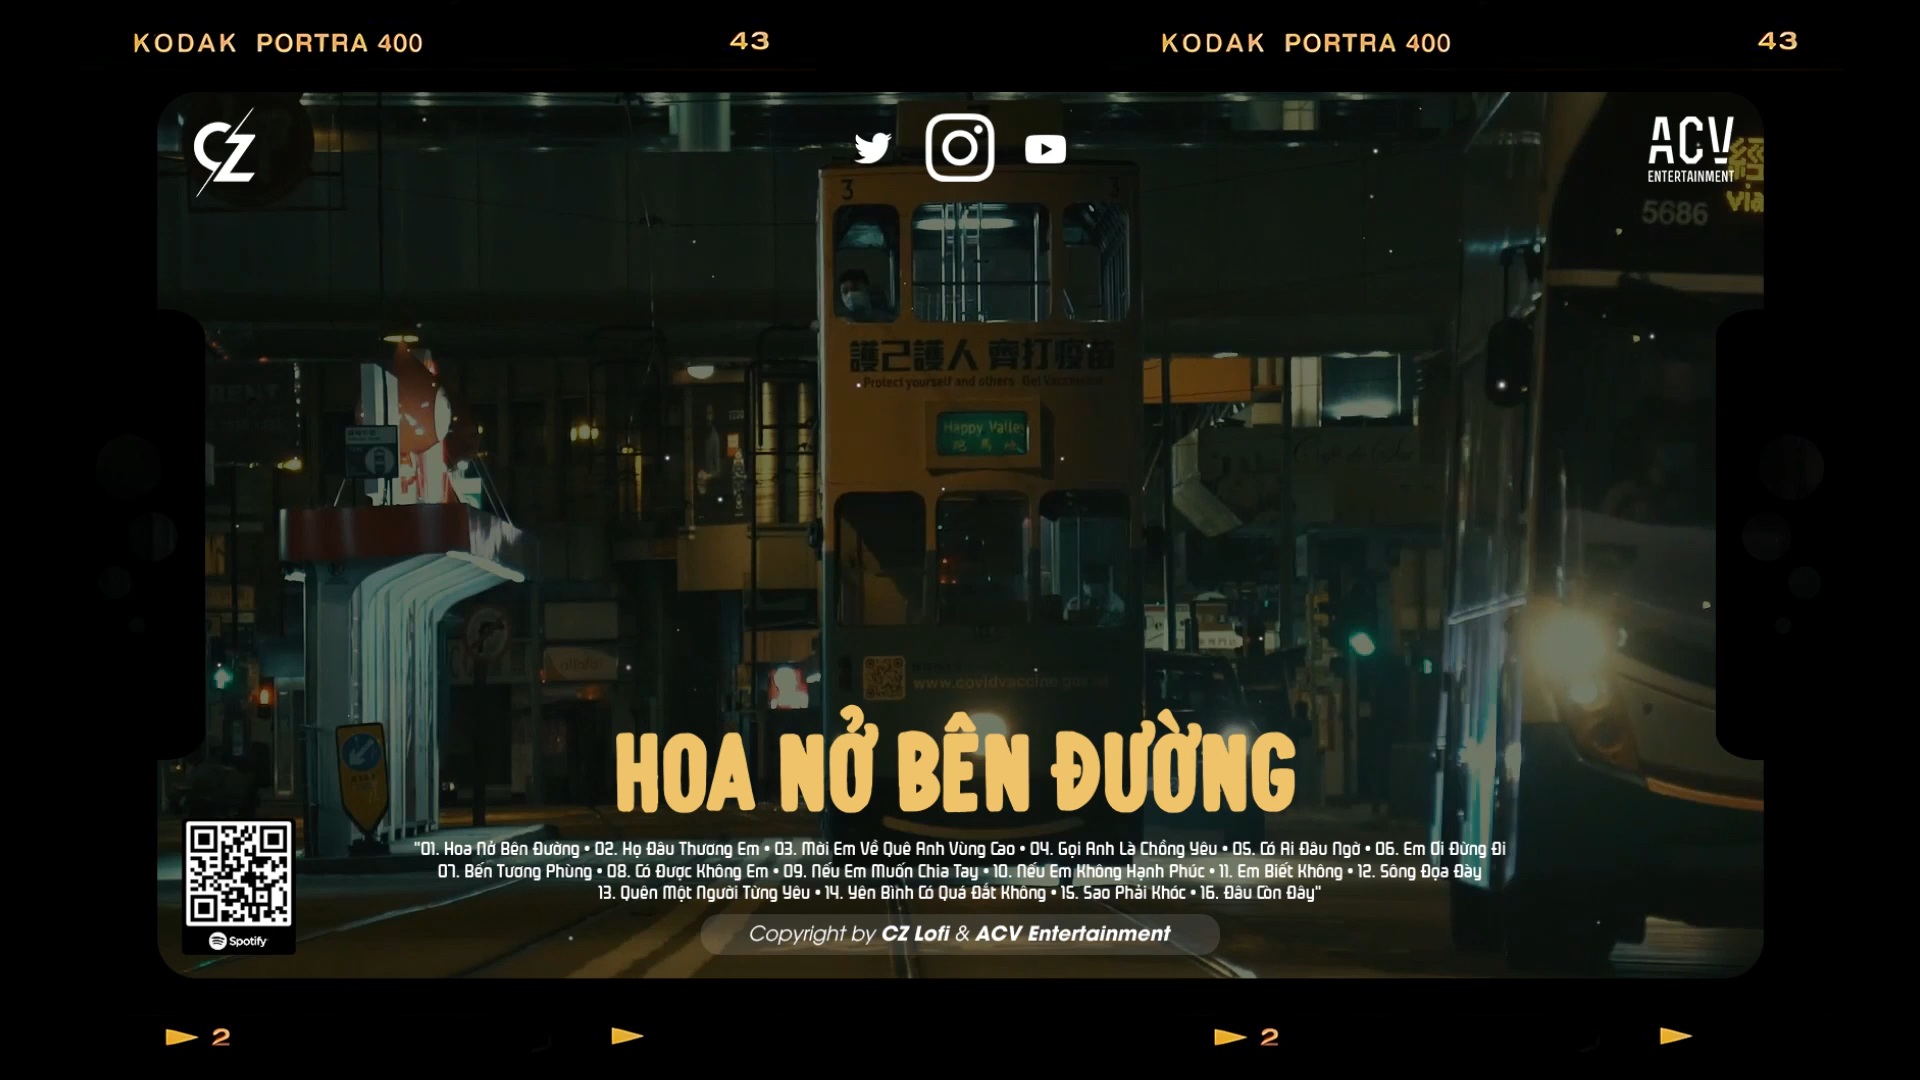 KODAK PORTRA 400 43 KODAK PORTRA 400 43
CZ
ACV
ENTERTAINMENT
5686
via
3
3
護己護人 齊打疫苗
Protect yourself and others Get Vaccinated
Happy Valley
跑馬地
www.covidvaccine.gov.hk
HOA NỞ BÊN ĐƯỜNG
"01. Hoa Nở Bên Đường • 02. Họ Đâu Thương Em • 03. Mời Em Về Quê Anh Vùng Cao • 04. Gọi Anh Là Chồng Yêu • 05. Có Ai Đâu Ngờ • 06. Em Ơi Đừng Đi
07. Bến Tương Phùng • 08. Có Được Không Em • 09. Nếu Em Muốn Chia Tay • 10. Nếu Em Không Hạnh Phúc • 11. Em Biết Không • 12. Sông Đọa Đày
13. Quên Một Người Từng Yêu • 14. Yên Bình Có Quá Đắt Không • 15. Sao Phải Khóc • 16. Đâu Còn Đây"
Spotify
Copyright by CZ Lofi & ACV Entertainment
2 2